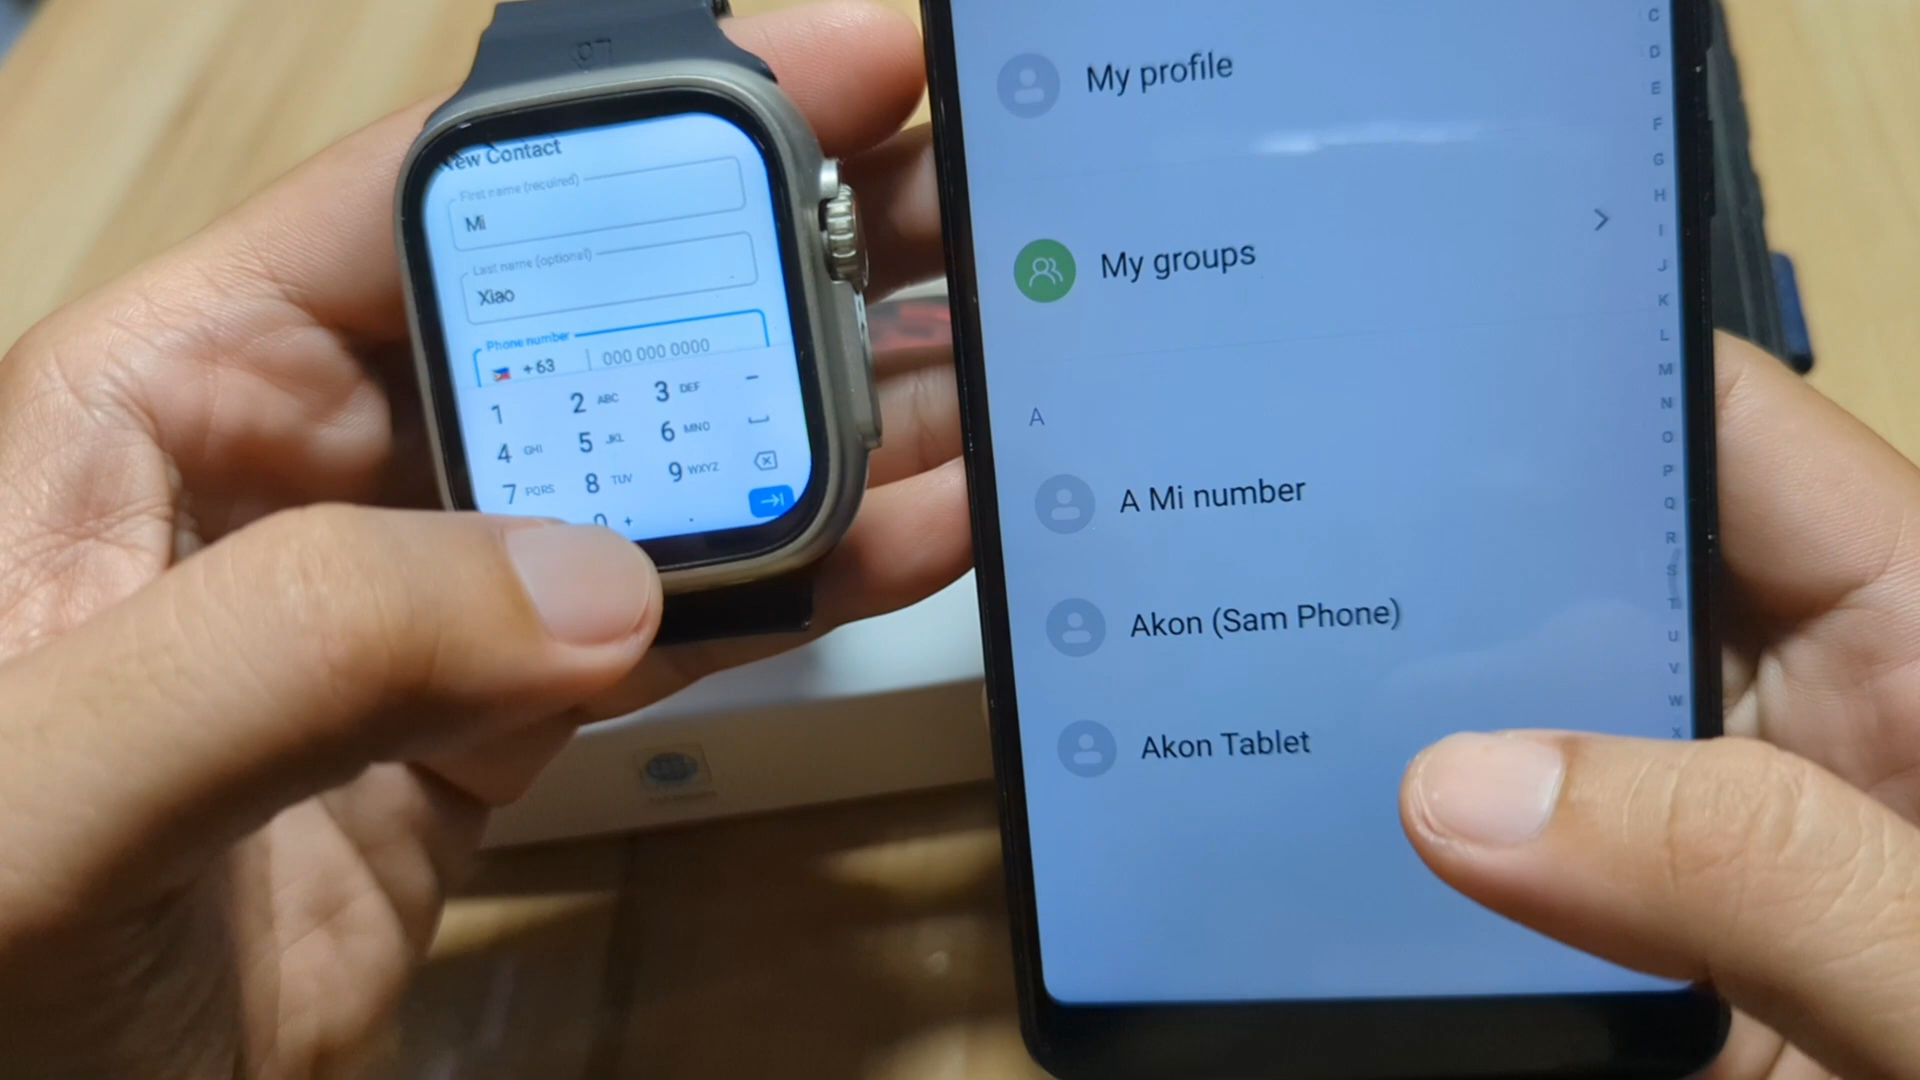 New Contact
First name (required)
Mi
Last name (optional)
Xiao
Phone number
+63
000 000 0000
1
2 ABC
3 DEF
-
4 GHI
5 JKL
6 MNO
7 PQRS
8 TUV
9 WXYZ
0 +
.
My profile
My groups
A
A Mi number
Akon (Sam Phone)
Akon Tablet
C
D
E
F
G
H
I
J
K
L
M
N
O
P
Q
R
S
T
U
V
W
X